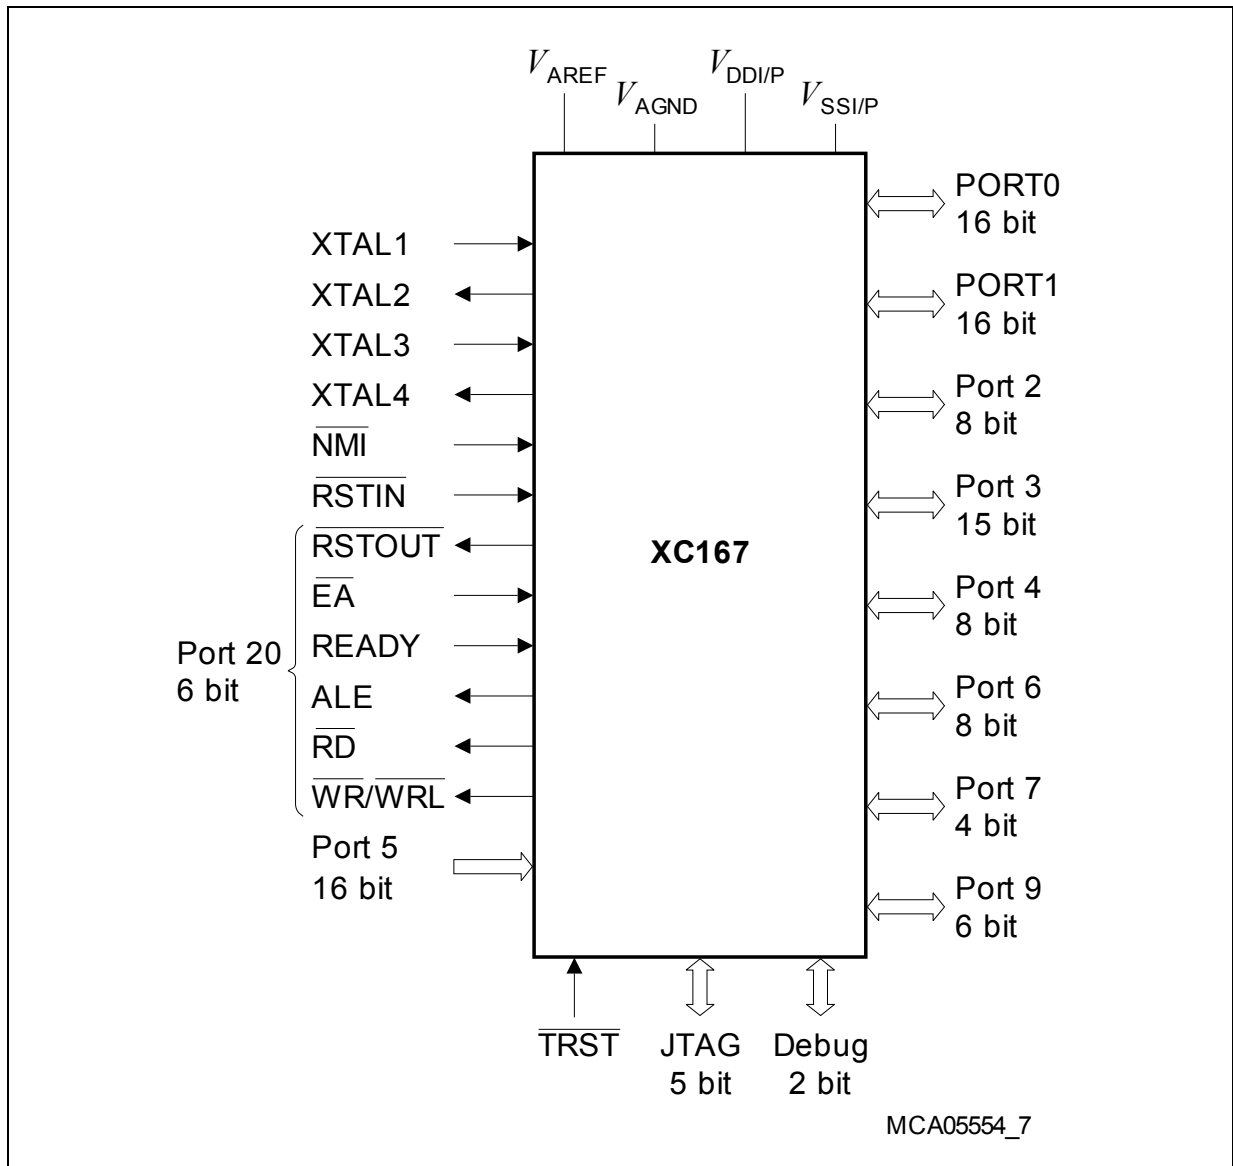 VAREF
VAGND
VDDI/P
VSSI/P
XTAL1
XTAL2
XTAL3
XTAL4
NMI
RSTIN
RSTOUT
EA
READY
ALE
RD
WR/WRL
Port 20
6 bit
Port 5
16 bit
XC167
PORT0
16 bit
PORT1
16 bit
Port 2
8 bit
Port 3
15 bit
Port 4
8 bit
Port 6
8 bit
Port 7
4 bit
Port 9
6 bit
TRST
JTAG
5 bit
Debug
2 bit
MCA05554_7